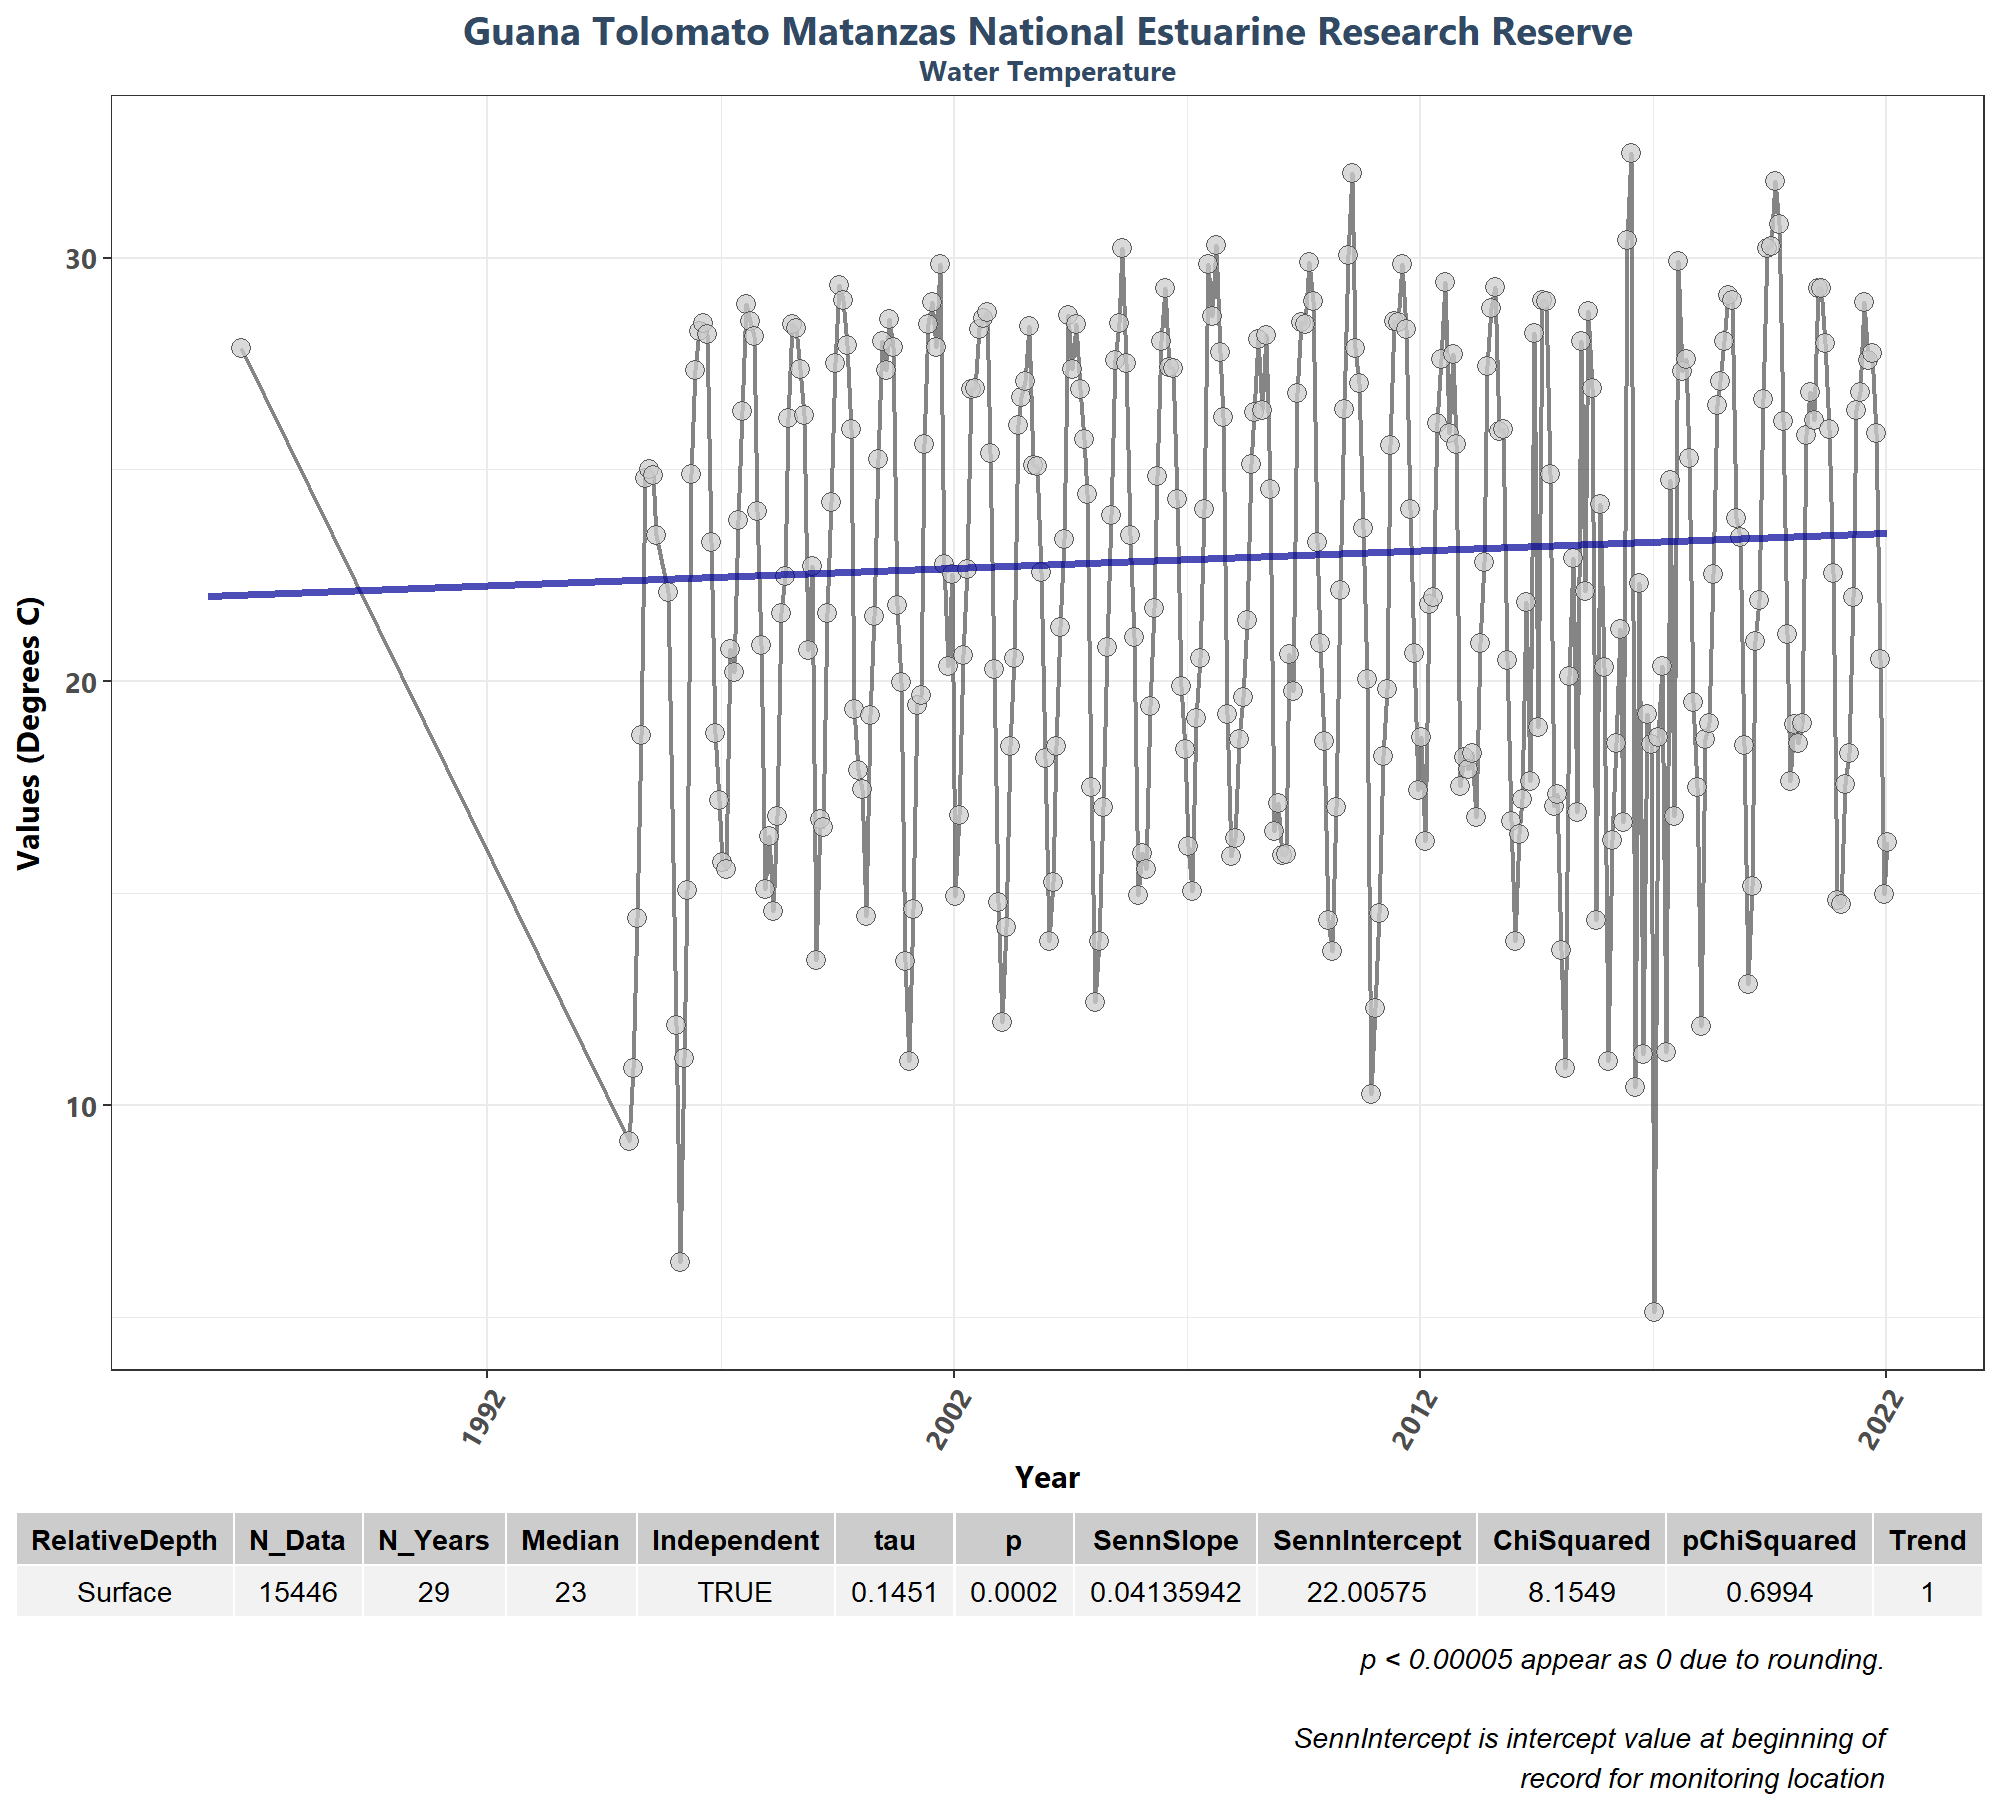 Guana Tolomato Matanzas National Estuarine Research Reserve
Water Temperature
Values (Degrees C)
30
20
10
1992
2002
2012
2022
Year
RelativeDepth N_Data N_Years Median Independent tau p SennSlope SennIntercept ChiSquared pChiSquared Trend
Surface 15446 29 23 TRUE 0.1451 0.0002 0.04135942 22.00575 8.1549 0.6994 1
p < 0.00005 appear as 0 due to rounding.
SennIntercept is intercept value at beginning of
record for monitoring location